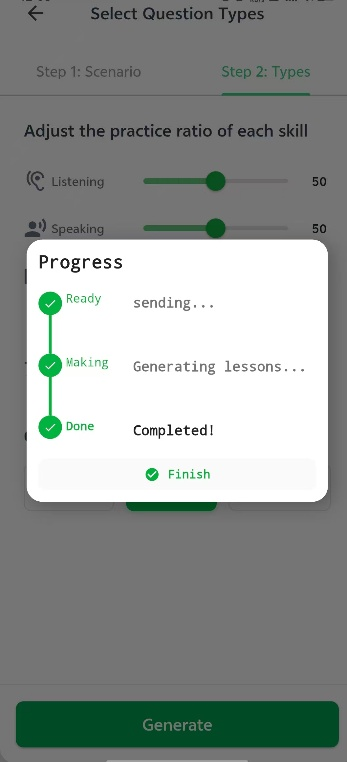 Select Question Types
Step 1: Scenario
Step 2: Types
Adjust the practice ratio of each skill
Listening
50
Speaking
50
Progress
Ready
sending...
Making
Generating lessons...
Done
Completed!
Finish
Generate